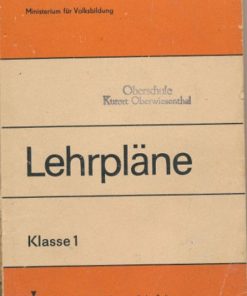 Ministerium für Volksbildung
Oberschule
Kurort Oberwiesenthal
Lehrpläne
Klasse 1